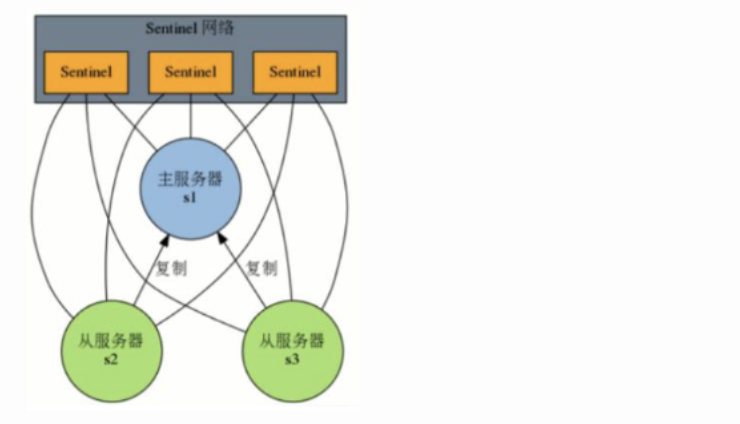 Sentinel 网络
Sentinel
Sentinel
Sentinel
主服务器
s1
复制
复制
从服务器
s2
从服务器
s3